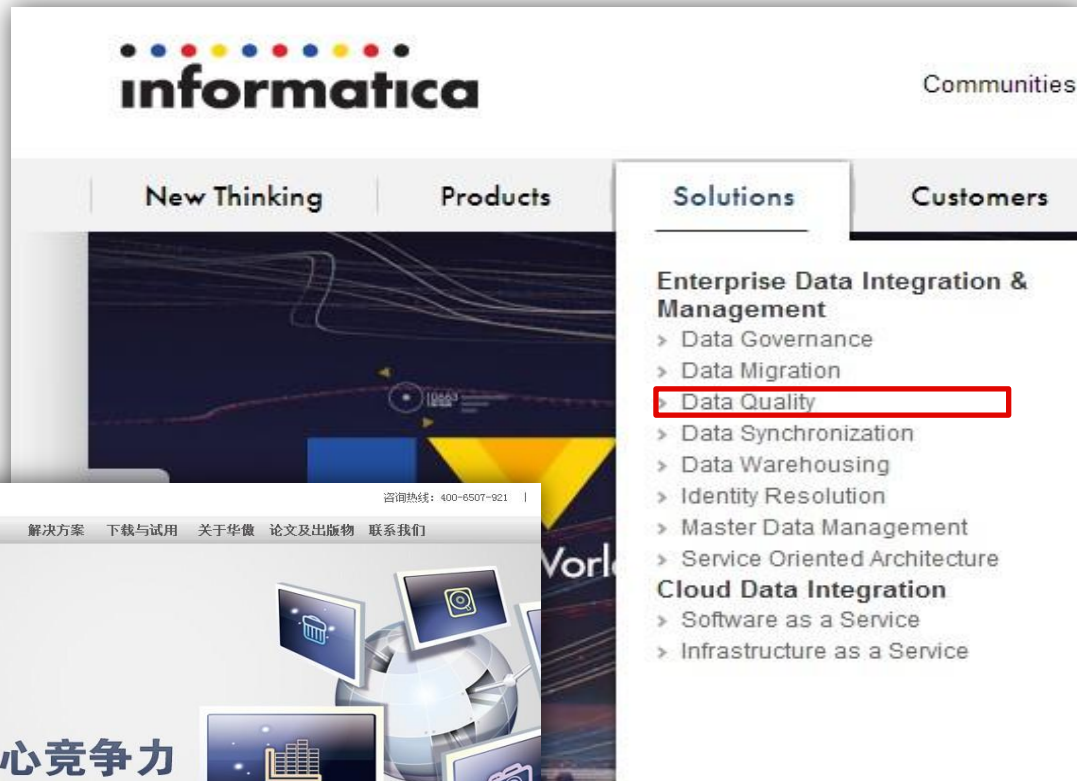 informatica
Communities
New Thinking Products Solutions Customers
Enterprise Data Integration &
Management
> Data Governance
> Data Migration
> Data Quality
> Data Synchronization
> Data Warehousing
> Identity Resolution
> Master Data Management
> Service Oriented Architecture
Cloud Data Integration
> Software as a Service
> Infrastructure as a Service
咨询热线: 400-6507-921 |
解决方案 下载与试用 关于华傲 论文及出版物 联系我们
心竞争力